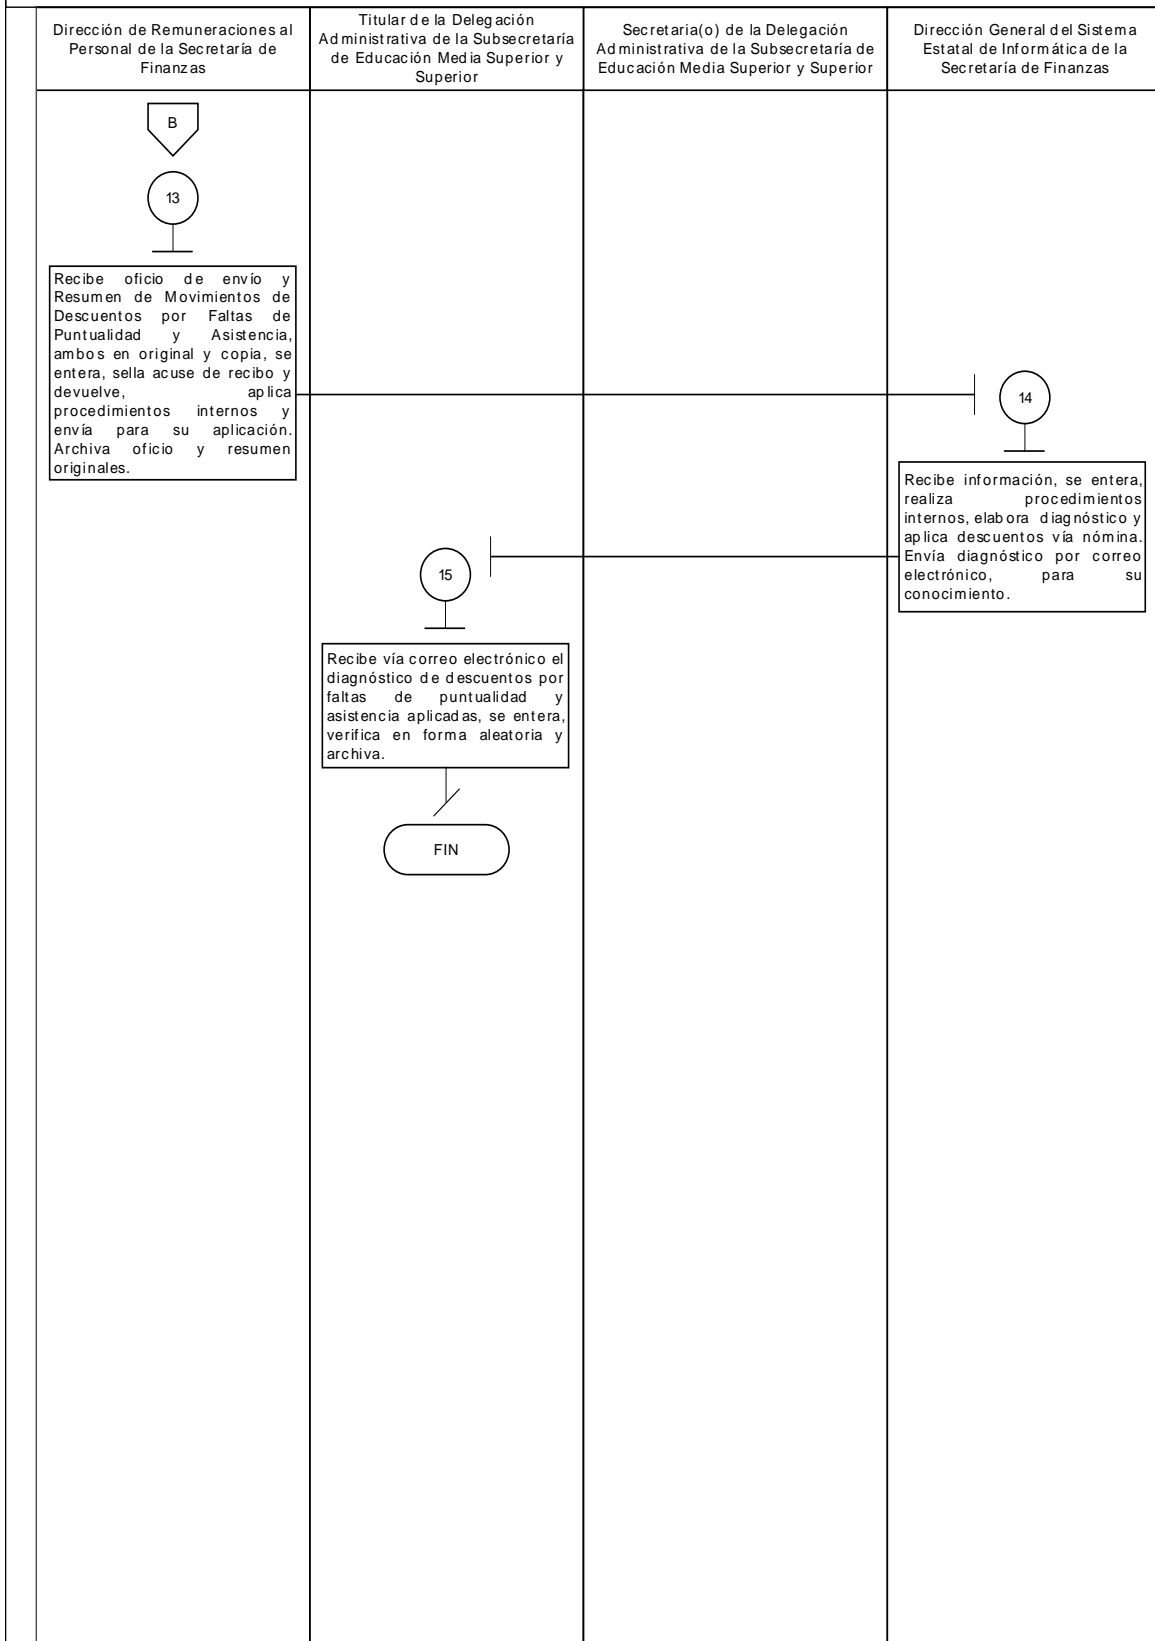 Dirección de Remuneraciones al
Personal de la Secretaría de
Finanzas
Titular de la Delegación
Administrativa de la Subsecretaría
de Educación Media Superior y
Superior
Secretaria(o) de la Delegación
Administrativa de la Subsecretaría de
Educación Media Superior y Superior
Dirección General del Sistema
Estatal de Informática de la
Secretaría de Finanzas
B
13
Recibe oficio de envío y
Resumen de Movimientos de
Descuentos por Faltas de
Puntualidad y Asistencia,
ambos en original y copia, se
entera, sella acuse de recibo y
devuelve, aplica
procedimientos internos y
envía para su aplicación.
Archiva oficio y resumen
originales.
14
Recibe información, se entera,
realiza procedimientos
internos, elabora diagnóstico y
aplica descuentos vía nómina.
Envía diagnóstico por correo
electrónico, para su
conocimiento.
15
Recibe vía correo electrónico el
diagnóstico de descuentos por
faltas de puntualidad y
asistencia aplicadas, se entera,
verifica en forma aleatoria y
archiva.
FIN